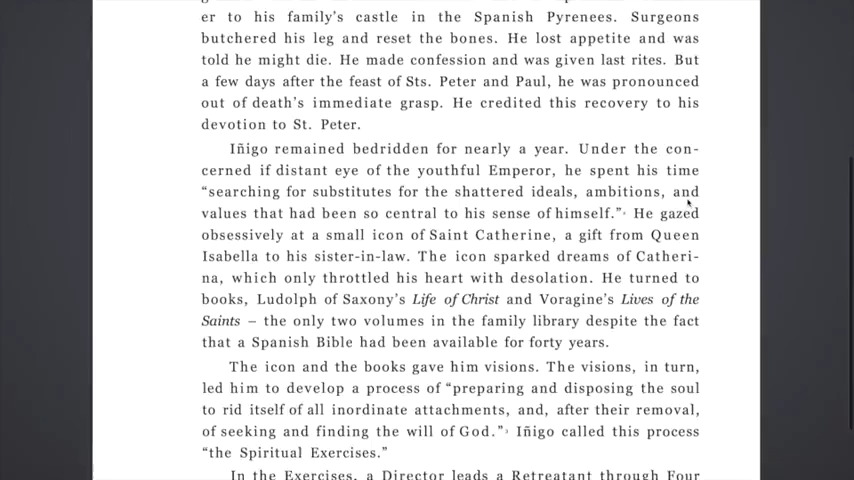 er to his family's castle in the Spanish Pyrenees. Surgeons
butchered his leg and reset the bones. He lost appetite and was
told he might die. He made confession and was given last rites. But
a few days after the feast of Sts. Peter and Paul, he was pronounced
out of death's immediate grasp. He credited this recovery to his
devotion to St. Peter.
Iñigo remained bedridden for nearly a year. Under the con-
cerned if distant eye of the youthful Emperor, he spent his time
“searching for substitutes for the shattered ideals, ambitions, and
values that had been so central to his sense of himself.” He gazed
obsessively at a small icon of Saint Catherine, a gift from Queen
Isabella to his sister-in-law. The icon sparked dreams of Catheri-
na, which only throttled his heart with desolation. He turned to
books, Ludolph of Saxony's Life of Christ and Voragine's Lives of the
Saints – the only two volumes in the family library despite the fact
that a Spanish Bible had been available for forty years.
The icon and the books gave him visions. The visions, in turn,
led him to develop a process of “preparing and disposing the soul
to rid itself of all inordinate attachments, and, after their removal,
of seeking and finding the will of God.”³ Iñigo called this process
“the Spiritual Exercises.”
In the Exercises, a Director leads a Retreatant through Four